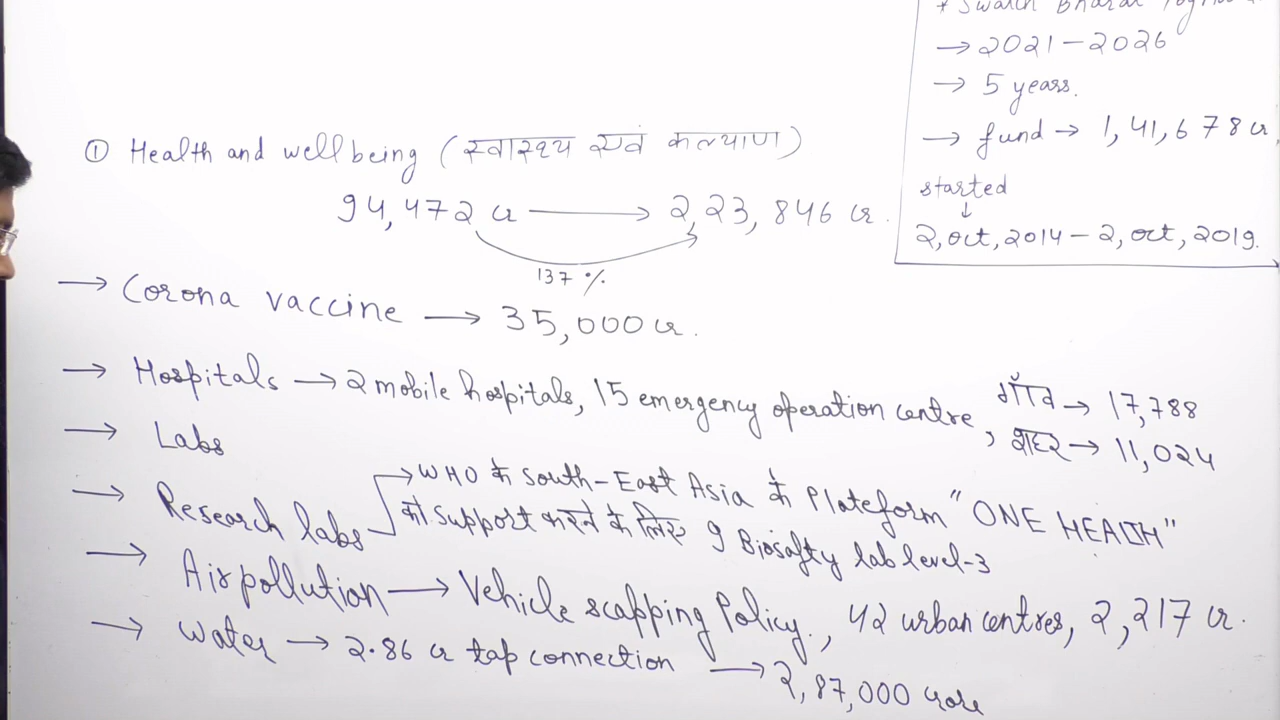 * Swatch Bharat
→ 2021 – 2026
→ 5 years.
→ fund → 1,41,678 cr
started
↓
2, oct, 2014 – 2, oct, 2019.
① Health and well being (स्वास्थ्य एवं कल्याण)
94,472 cr → 2,23,846 cr.
137 %
→ Corona vaccine → 35,000 cr.
→ Hospitals → 2 mobile hospitals, 15 emergency operation centre, गाँव → 17,788
शहर → 11,024
→ Labs
→ Research labs → WHO के South-East Asia के Plateform "ONE HEALTH"
को support करने के लिए 9 Biosafty lab level-3
→ Air pollution → Vehicle scapping Policy., 42 urban centres, 2,217 cr.
→ Water → 2.86 cr tap connection → 2,87,000 crore